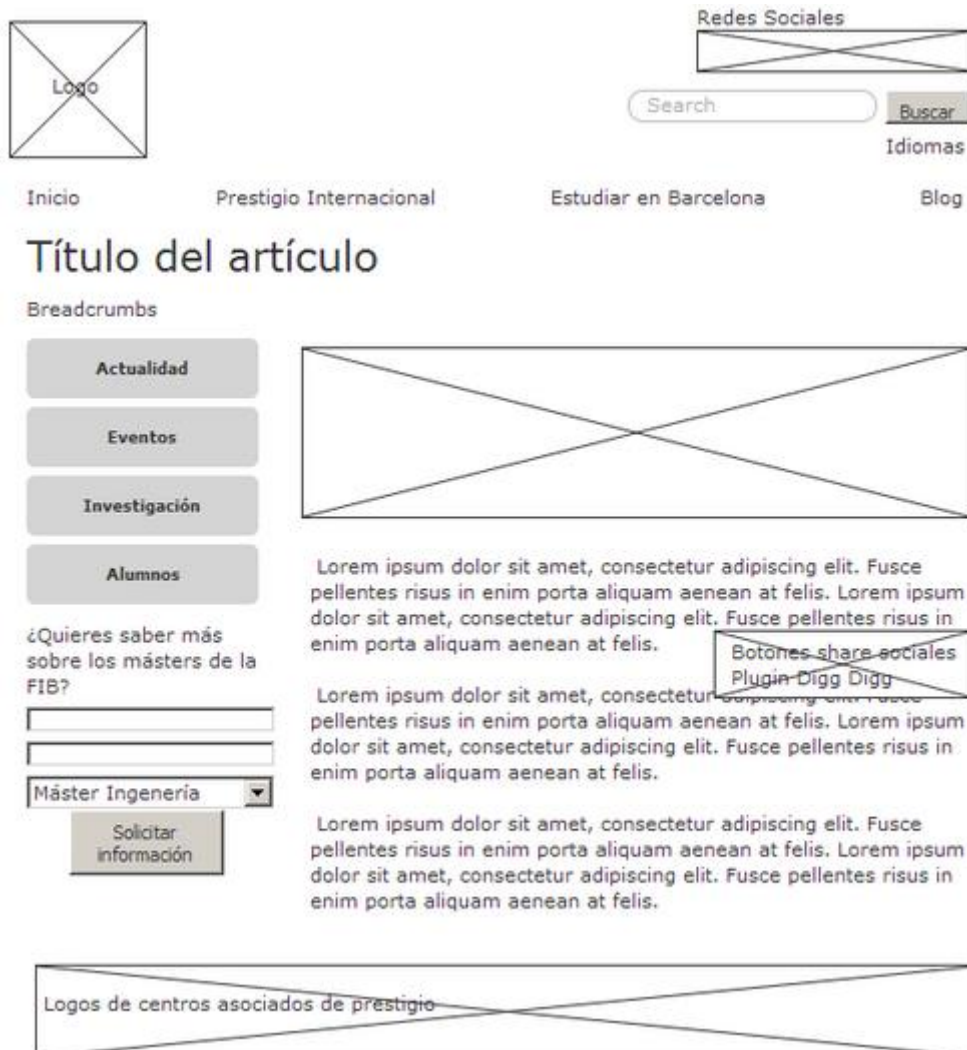 Redes Sociales
Logo
Search
Buscar
Idiomas
Inicio Prestigio Internacional Estudiar en Barcelona Blog
Título del artículo
Breadcrumbs
Actualidad
Eventos
Investigación
Alumnos
¿Quieres saber más
sobre los másters de la
FIB?
Máster Ingenería
Solicitar
información
Lorem ipsum dolor sit amet, consectetur adipiscing elit. Fusce
pellentes risus in enim porta aliquam aenean at felis. Lorem ipsum
dolor sit amet, consectetur adipiscing elit. Fusce pellentes risus in
enim porta aliquam aenean at felis.
Botones share sociales
Plugin Digg Digg
Lorem ipsum dolor sit amet, consectetur adipiscing elit. Fusce
pellentes risus in enim porta aliquam aenean at felis. Lorem ipsum
dolor sit amet, consectetur adipiscing elit. Fusce pellentes risus in
enim porta aliquam aenean at felis.
Lorem ipsum dolor sit amet, consectetur adipiscing elit. Fusce
pellentes risus in enim porta aliquam aenean at felis. Lorem ipsum
dolor sit amet, consectetur adipiscing elit. Fusce pellentes risus in
enim porta aliquam aenean at felis.
Logos de centros asociados de prestigio